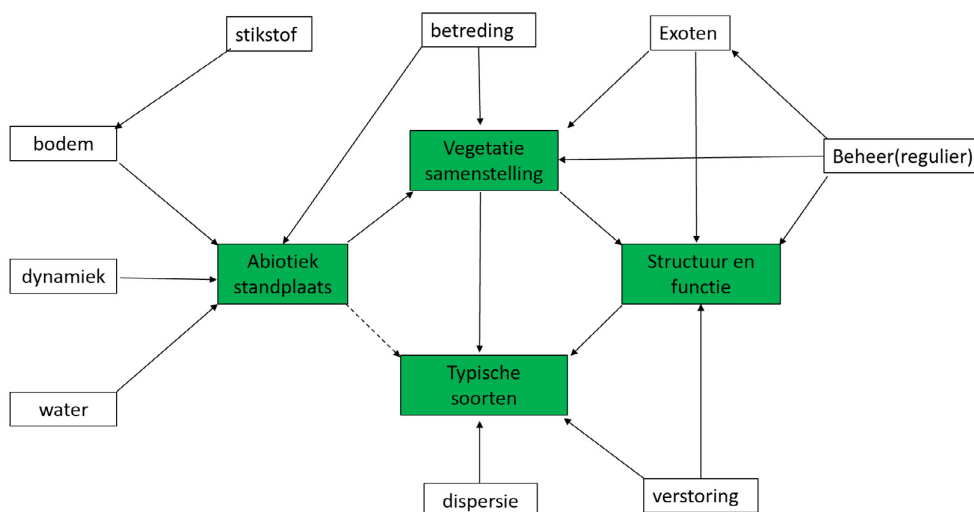 stikstof
betreding
Exoten
bodem
Vegetatie
samenstelling
Beheer(regulier)
dynamiek
Abiotiek
standplaats
Structuur en
functie
water
Typische
soorten
dispersie
verstoring